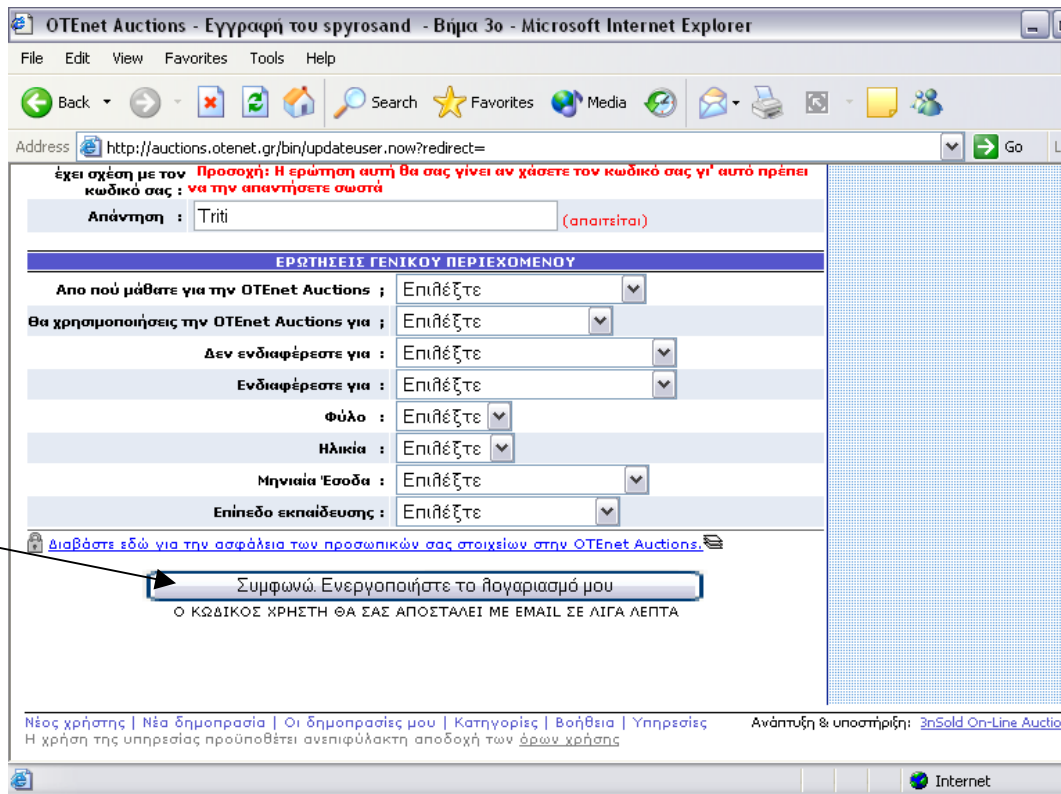 OTEnet Auctions - Εγγραφή του spyrosand - Βήμα 3ο - Microsoft Internet Explorer
File Edit View Favorites Tools Help
Back Search Favorites Media
Address http://auctions.otenet.gr/bin/updateuser.now?redirect= Go L
έχει σχέση με τον κωδικό σας : Προσοχή: Η ερώτηση αυτή θα σας γίνει αν χάσετε τον κωδικό σας γι' αυτό πρέπει
να την απαντήσετε σωστά
Απάντηση : Triti (απαιτείται)
ΕΡΩΤΗΣΕΙΣ ΓΕΝΙΚΟΥ ΠΕΡΙΕΧΟΜΕΝΟΥ
Απο πού μάθατε για την OTEnet Auctions ; Επιλέξτε
Θα χρησιμοποιήσεις την OTEnet Auctions για ; Επιλέξτε
Δεν ενδιαφέρεστε για : Επιλέξτε
Ενδιαφέρεστε για : Επιλέξτε
Φύλο : Επιλέξτε
Ηλικία : Επιλέξτε
Μηνιαία Έσοδα : Επιλέξτε
Επίπεδο εκπαίδευσης : Επιλέξτε
Διαβάστε εδώ για την ασφάλεια των προσωπικών σας στοιχείων στην OTEnet Auctions.
Συμφωνώ. Ενεργοποιήστε το λογαριασμό μου
Ο ΚΩΔΙΚΟΣ ΧΡΗΣΤΗ ΘΑ ΣΑΣ ΑΠΟΣΤΑΛΕΙ ΜΕ EMAIL ΣΕ ΛΙΓΑ ΛΕΠΤΑ
Νέος χρήστης | Νέα δημοπρασία | Οι δημοπρασίες μου | Κατηγορίες | Βοήθεια | Υπηρεσίες Ανάπτυξη & υποστήριξη: 3nSold On-Line Auctio
Η χρήση της υπηρεσίας προϋποθέτει ανεπιφύλακτη αποδοχή των όρων χρήσης
Internet